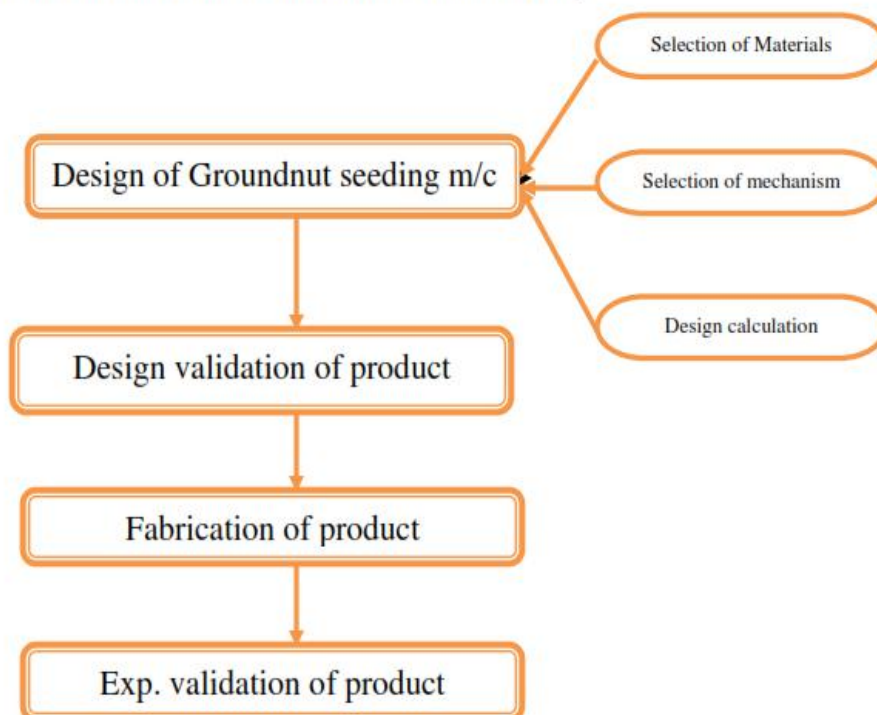 Selection of Materials
Design of Groundnut seeding m/c
Selection of mechanism
Design calculation
Design validation of product
Fabrication of product
Exp. validation of product